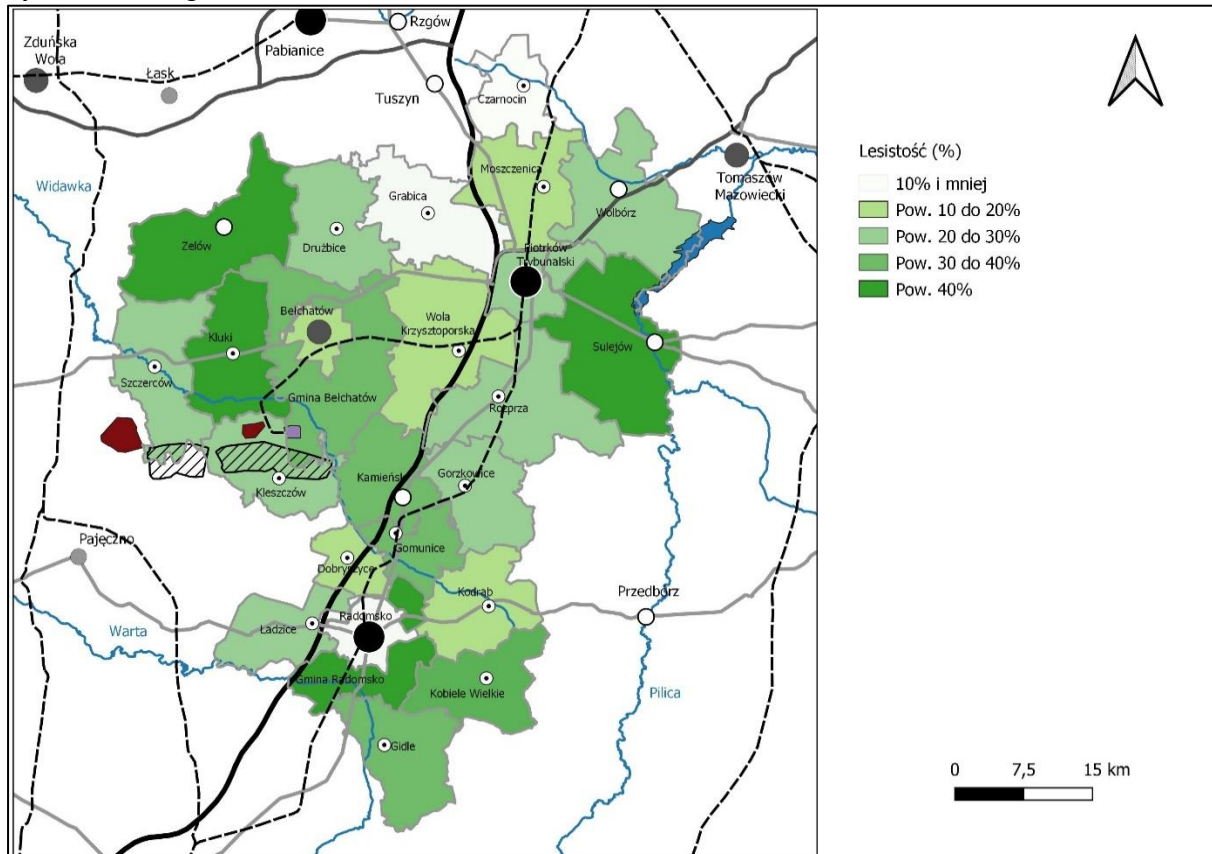 Rzgów
Pabianice
Zduńska
Wola
Łask
Tuszyn
Czarnocin
Moszczenica
Tomaszów
Mazowiecki
Widawka
Grabica
Wolbórz
Zelów
Drużbice
Piotrków
Trybunalski
Bełchatów
Wola
Krzysztoporska
Kluki
Sulejów
Szczerców
Gmina Bełchatów
Rozprza
Kamieńsk
Gorzkowice
Kleszczów
Pajęczno
Gomunice
Dobryszyce
Kodrąb
Przedbórz
Radomsko
Ładzice
Warta
Gmina Radomsko
Kobiele Wielkie
Pilica
Gidle
Lesistość (%)
10% i mniej
Pow. 10 do 20%
Pow. 20 do 30%
Pow. 30 do 40%
Pow. 40%
0 7,5 15 km